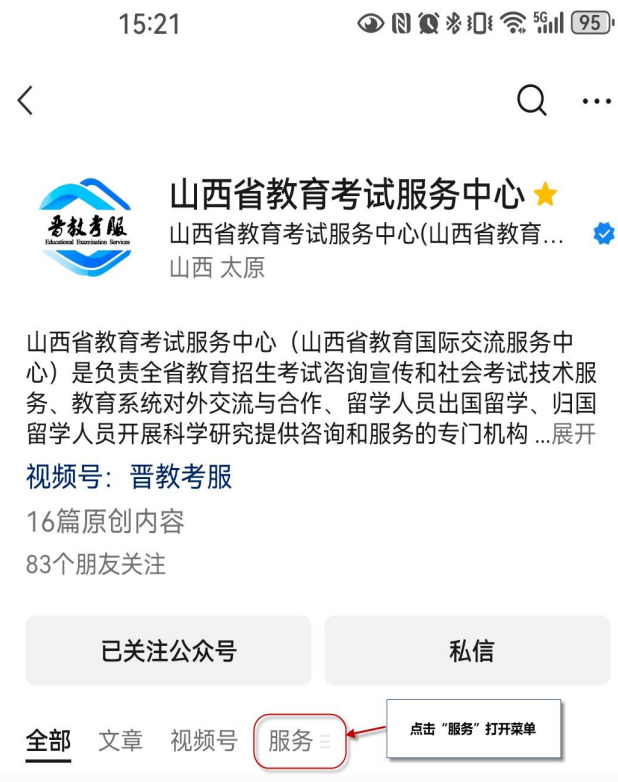 15:21
5G
95
山西省教育考试服务中心
晋教考服
Educational Examination Services
山西省教育考试服务中心(山西省教育...
山西 太原
山西省教育考试服务中心（山西省教育国际交流服务中
心）是负责全省教育招生考试咨询宣传和社会考试技术服
务、教育系统对外交流与合作、留学人员出国留学、归国
留学人员开展科学研究提供咨询和服务的专门机构 ...展开
视频号：晋教考服
16篇原创内容
83个朋友关注
已关注公众号
私信
全部 文章 视频号 服务
点击“服务”打开菜单